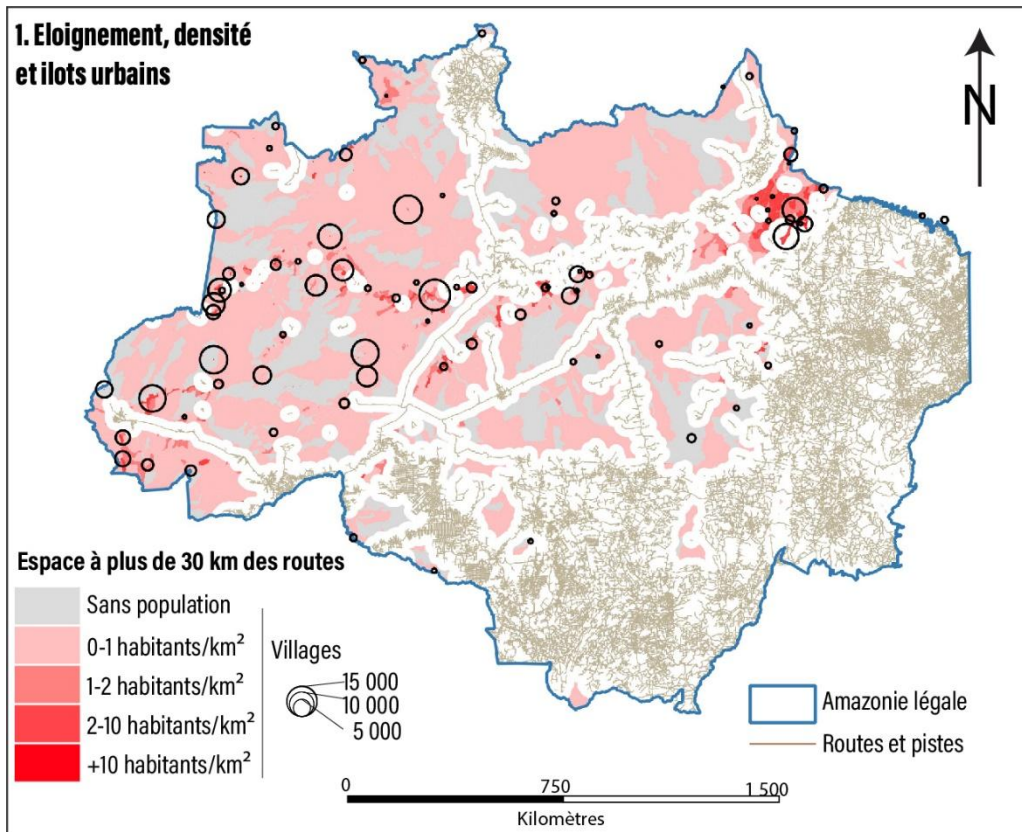 1. Eloignement, densité
et ilots urbains
N
Espace à plus de 30 km des routes
Sans population
0-1 habitants/km²
1-2 habitants/km²
2-10 habitants/km²
+10 habitants/km²
Villages
15 000
10 000
5 000
Amazonie légale
Routes et pistes
0 750 1 500
Kilomètres